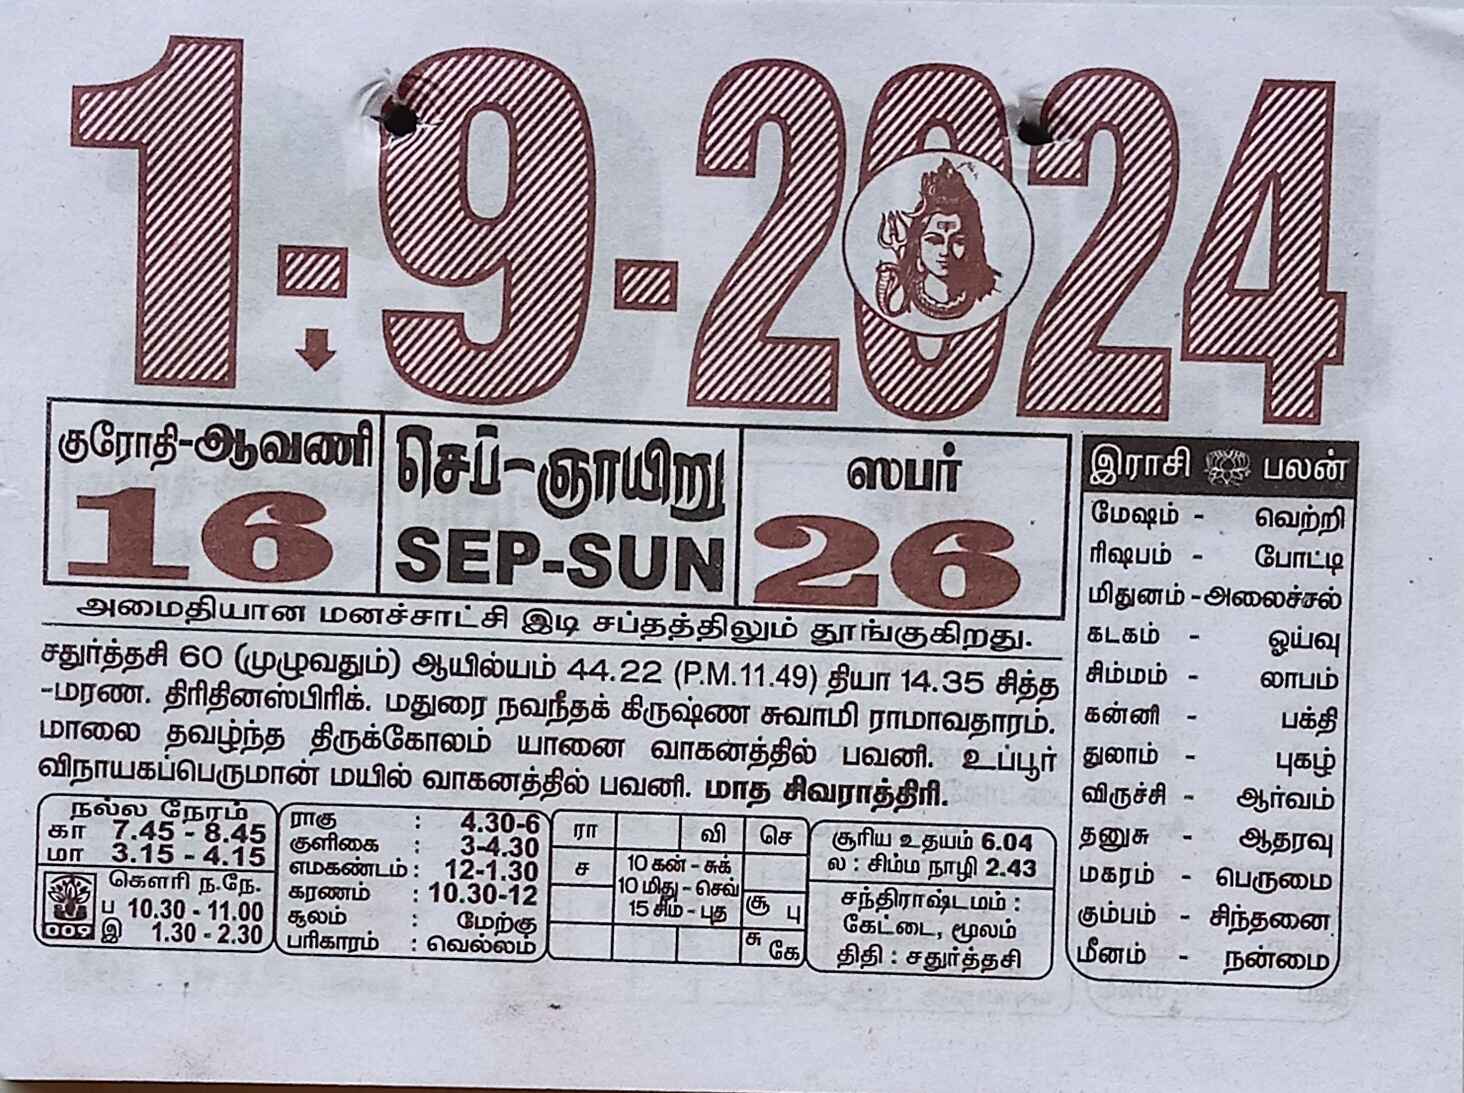 1-9-2024
குரோதி-ஆவணி
16
செப்-ஞாயிறு
SEP-SUN
ஸபர்
26
அமைதியான மனச்சாட்சி இடி சப்தத்திலும் தூங்குகிறது.
சதுர்த்தசி 60 (முழுவதும்) ஆயில்யம் 44.22 (P.M.11.49) தியா 14.35 சித்த
-மரண. திரிதினஸ்பிரிக். மதுரை நவநீதக் கிருஷ்ண சுவாமி ராமாவதாரம்.
மாலை தவழ்ந்த திருக்கோலம் யானை வாகனத்தில் பவனி. உப்பூர்
விநாயகப்பெருமான் மயில் வாகனத்தில் பவனி. மாத சிவராத்திரி.
நல்ல நேரம்
கா 7.45 - 8.45
மா 3.15 - 4.15
கௌரி ந.நே.
ப 10.30 - 11.00
இ 1.30 - 2.30
009
ராகு : 4.30-6
குளிகை : 3-4.30
எமகண்டம் : 12-1.30
கரணம் : 10.30-12
சூலம் : மேற்கு
பரிகாரம் : வெல்லம்
ரா வி செ
ச
10 கன் - சுக்
10 மிது - செவ்
15 சிம் - புத
சூ பு
சு கே
சூரிய உதயம் 6.04
ல : சிம்ம நாழி 2.43
சந்திராஷ்டமம் :
கேட்டை, மூலம்
திதி : சதுர்த்தசி
இராசி பலன்
மேஷம் - வெற்றி
ரிஷபம் - போட்டி
மிதுனம் - அலைச்சல்
கடகம் - ஓய்வு
சிம்மம் - லாபம்
கன்னி - பக்தி
துலாம் - புகழ்
விருச்சி - ஆர்வம்
தனுசு - ஆதரவு
மகரம் - பெருமை
கும்பம் - சிந்தனை
மீனம் - நன்மை